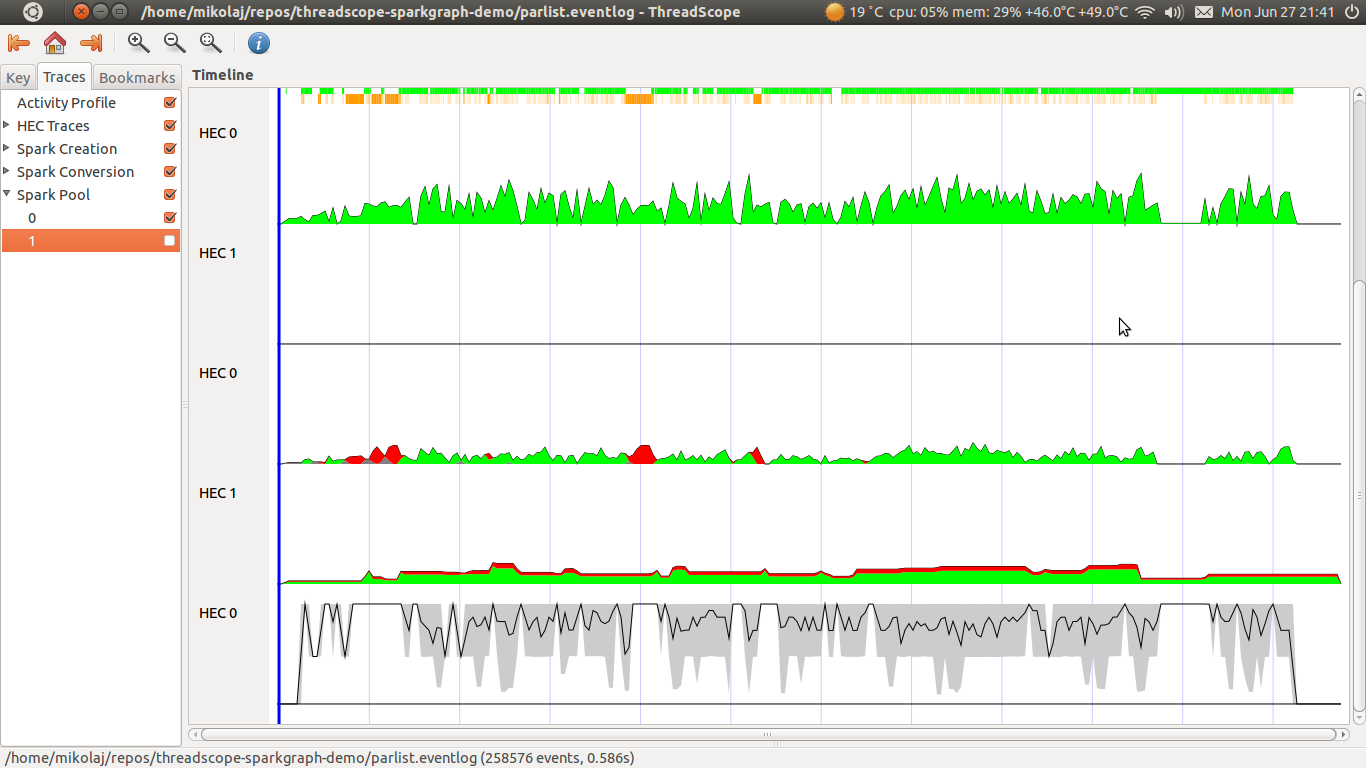 /home/mikolaj/repos/threadscope-sparkgraph-demo/parlist.eventlog - ThreadScope
19 °C cpu: 05% mem: 29% +46.0°C +49.0°C
Mon Jun 27 21:41
Key
Traces
Bookmarks
Timeline
Activity Profile
HEC Traces
Spark Creation
Spark Conversion
Spark Pool
0
1
HEC 0
HEC 1
HEC 0
HEC 1
HEC 0
/home/mikolaj/repos/threadscope-sparkgraph-demo/parlist.eventlog (258576 events, 0.586s)